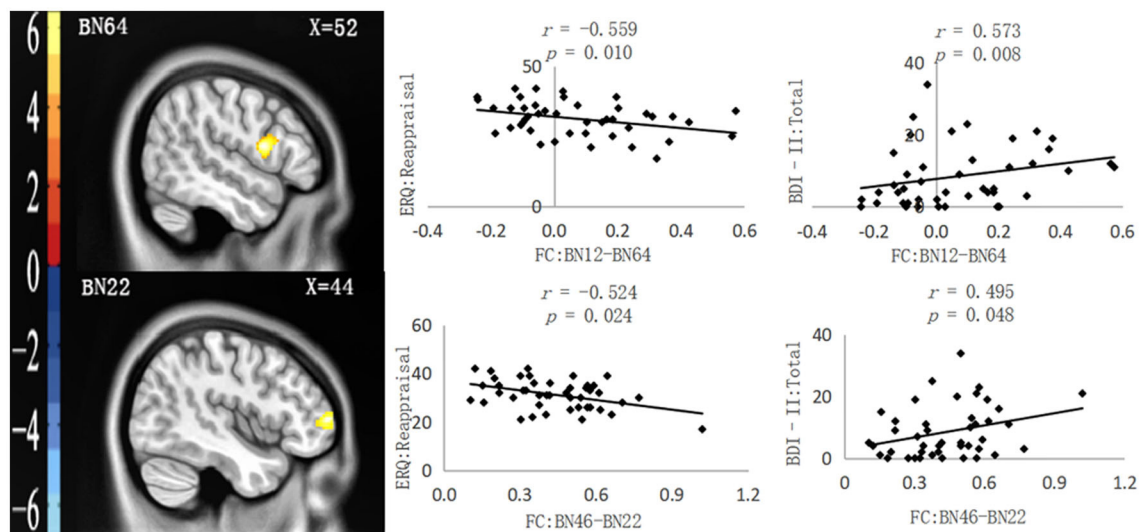 6
4
2
0
−2
−4
−6
BN64 X=52
BN22 X=44
r = −0.559
p = 0.010
ERQ:Reappraisal
50
0
-0.4 -0.2 0.0 0.2 0.4 0.6
FC:BN12-BN64
r = 0.573
p = 0.008
BDI - II:Total
40
20
0
-0.4 -0.2 0.0 0.2 0.4 0.6
FC:BN12-BN64
r = −0.524
p = 0.024
ERQ:Reappraisal
60
40
20
0
0.0 0.3 0.6 0.9 1.2
FC:BN46-BN22
r = 0.495
p = 0.048
BDI - II:Total
40
20
0
0 0.3 0.6 0.9 1.2
FC:BN46-BN22